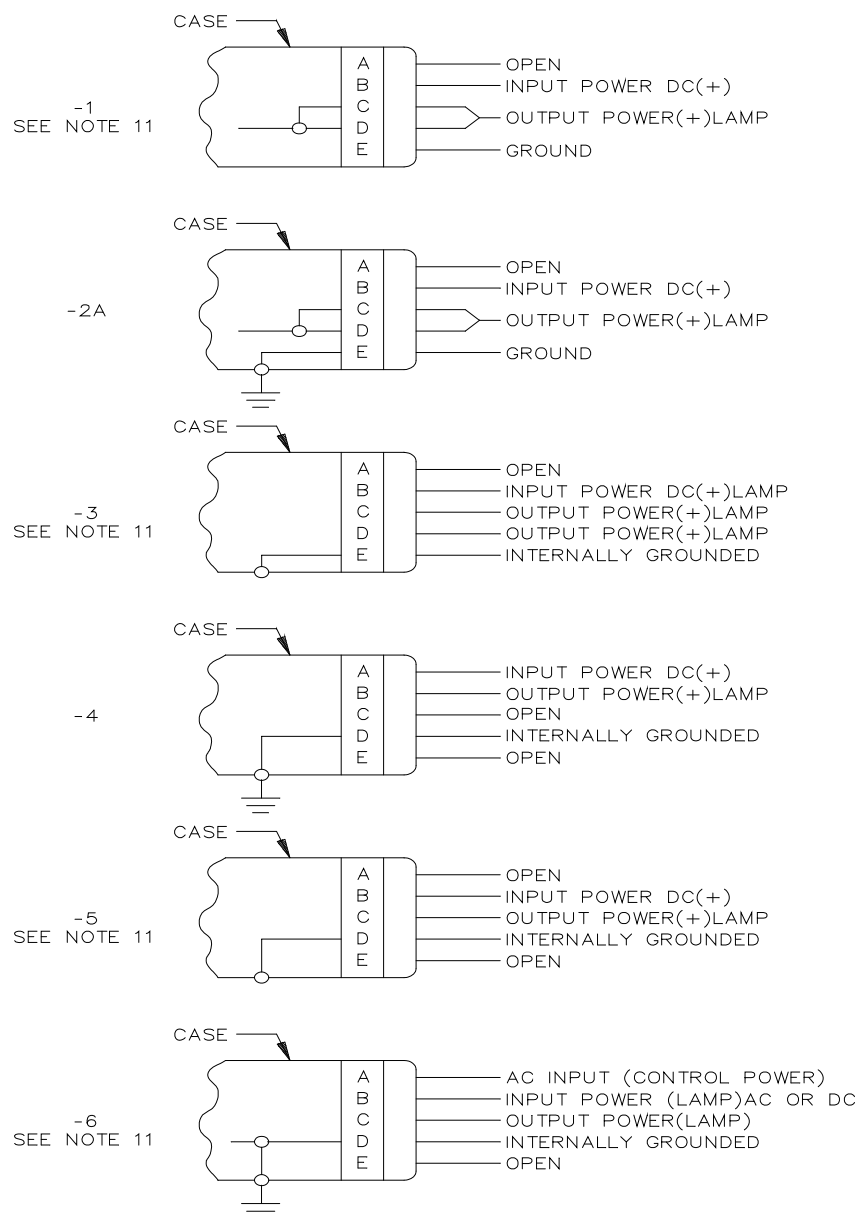 CASE
-1
SEE NOTE 11
A OPEN
B INPUT POWER DC(+)
C
OUTPUT POWER(+)LAMP
D
E GROUND
CASE
-2A
A OPEN
B INPUT POWER DC(+)
C
OUTPUT POWER(+)LAMP
D
E GROUND
CASE
-3
SEE NOTE 11
A OPEN
B INPUT POWER DC(+)LAMP
C OUTPUT POWER(+)LAMP
D OUTPUT POWER(+)LAMP
E INTERNALLY GROUNDED
CASE
-4
A INPUT POWER DC(+)
B OUTPUT POWER(+)LAMP
C OPEN
D INTERNALLY GROUNDED
E OPEN
CASE
-5
SEE NOTE 11
A OPEN
B INPUT POWER DC(+)
C OUTPUT POWER(+)LAMP
D INTERNALLY GROUNDED
E OPEN
CASE
-6
SEE NOTE 11
A AC INPUT (CONTROL POWER)
B INPUT POWER (LAMP)AC OR DC
C OUTPUT POWER(LAMP)
D INTERNALLY GROUNDED
E OPEN